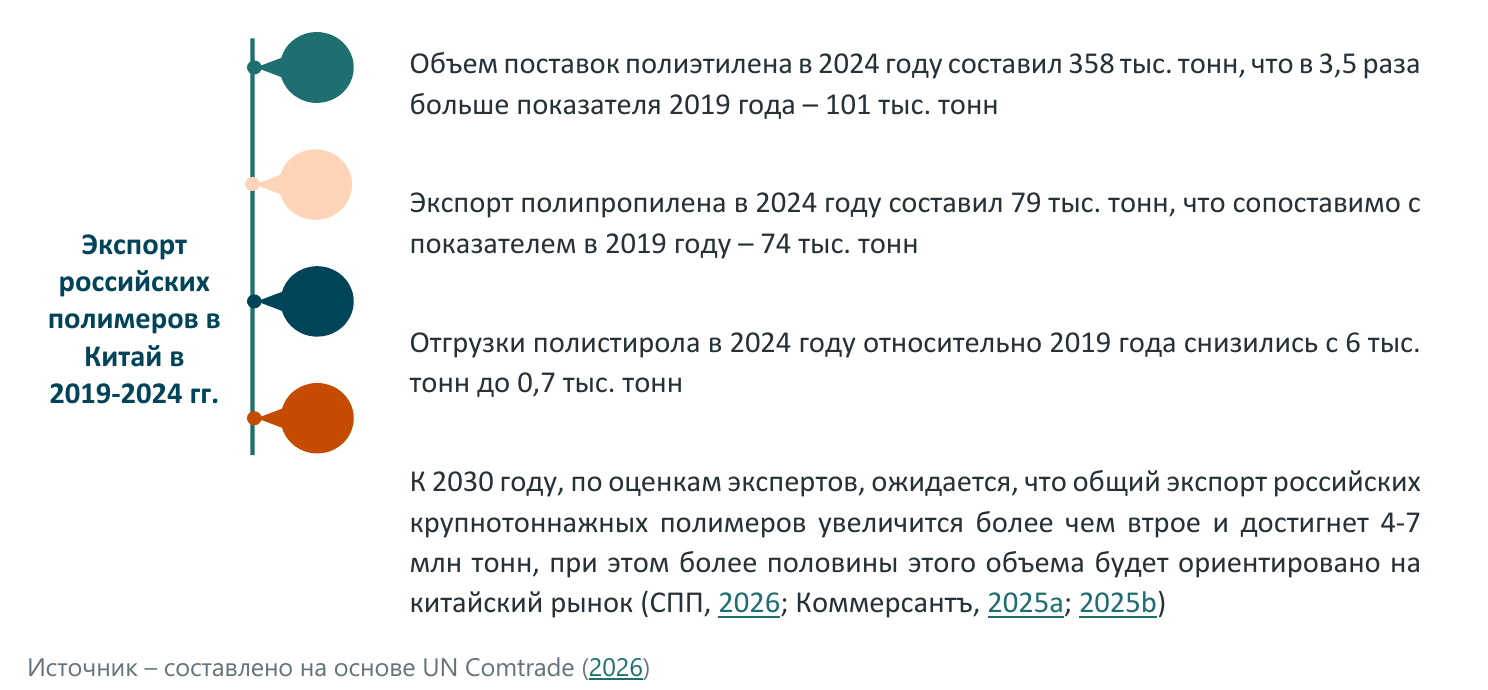 Экспорт
российских
полимеров в
Китай в
2019-2024 гг.
Объем поставок полиэтилена в 2024 году составил 358 тыс. тонн, что в 3,5 раза
больше показателя 2019 года – 101 тыс. тонн
Экспорт полипропилена в 2024 году составил 79 тыс. тонн, что сопоставимо с
показателем в 2019 году – 74 тыс. тонн
Отгрузки полистирола в 2024 году относительно 2019 года снизились с 6 тыс.
тонн до 0,7 тыс. тонн
К 2030 году, по оценкам экспертов, ожидается, что общий экспорт российских
крупнотоннажных полимеров увеличится более чем втрое и достигнет 4-7
млн тонн, при этом более половины этого объема будет ориентировано на
китайский рынок (СПП, 2026; Коммерсантъ, 2025a; 2025b)
Источник – составлено на основе UN Comtrade (2026)